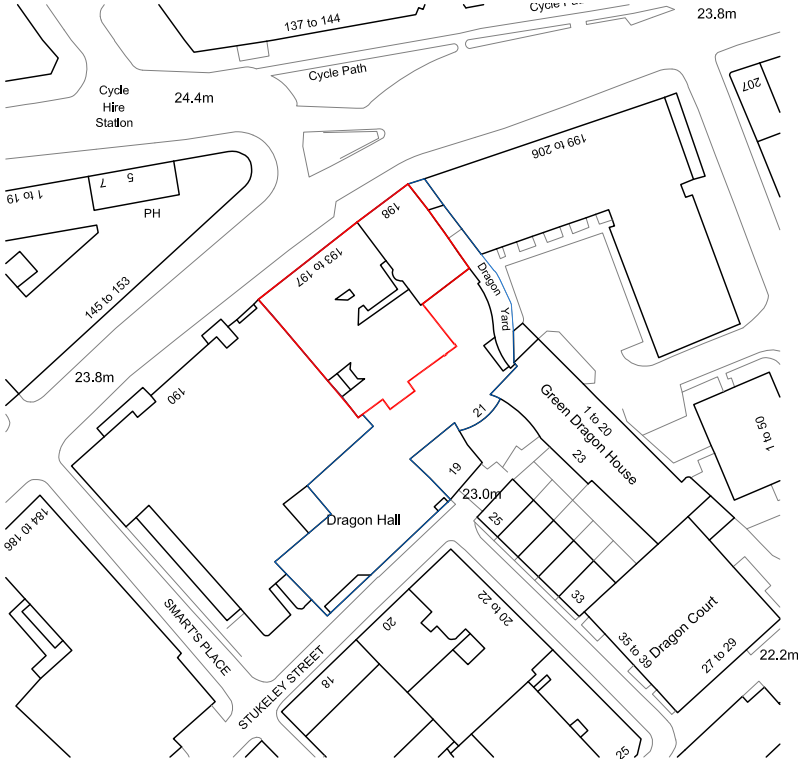 137 to 144
Cycle
23.8m
Cycle Path
Cycle
Hire
Station
24.4m
207
199 to 206
5
7
1 to 19
PH
198
193 to 197
145 to 153
Dragon
Yard
23.8m
190
21
Green Dragon House
1 to 20
23
1 to 50
19
23.0m
25
Dragon Hall
184 to 186
33
SMART'S PLACE
20
20 to 22
35 to 39
Dragon Court
27 to 29
22.2m
STUKELEY STREET
18
25